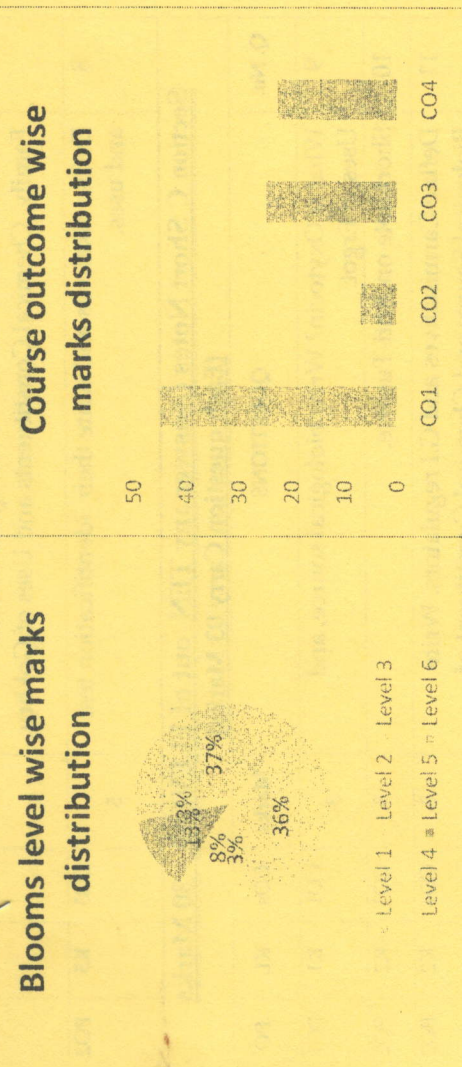 Blooms level wise marks
distribution
37%
36%
3%
8%
13%
3%
Level 1 Level 2 Level 3
Level 4 Level 5 Level 6
Course outcome wise
marks distribution
50
40
30
20
10
0
CO1 CO2 CO3 CO4